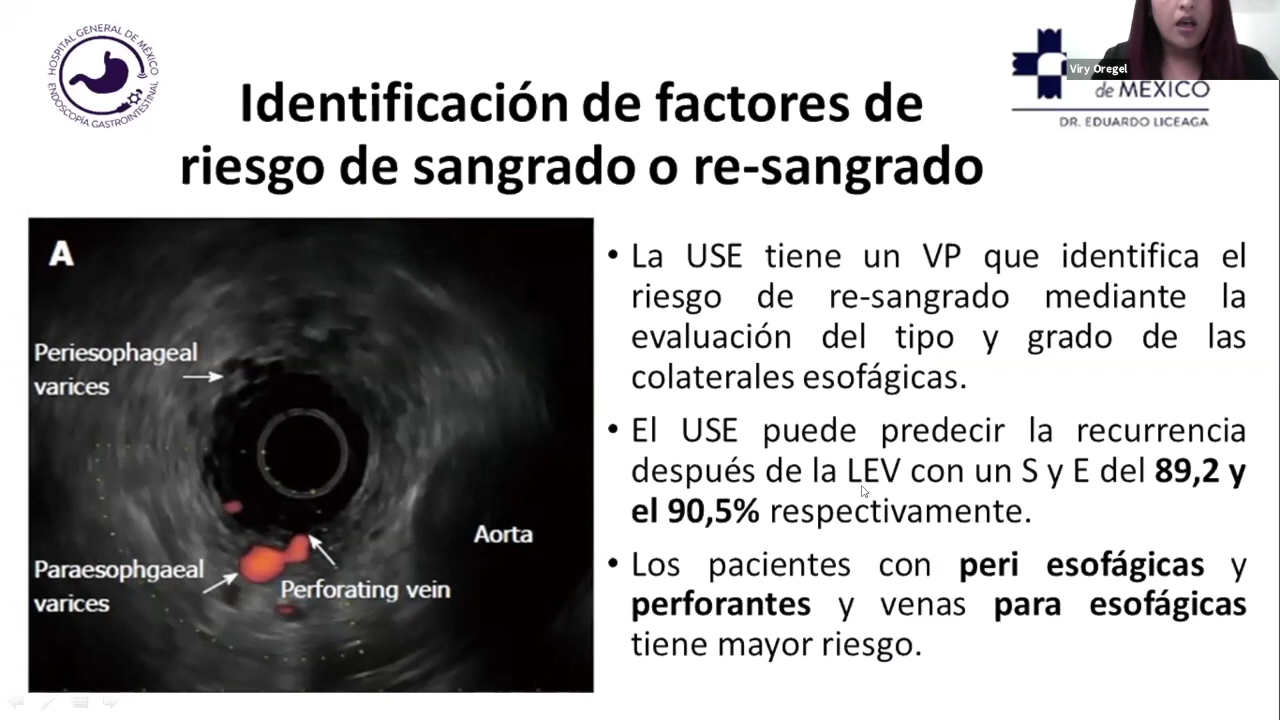 HOSPITAL GENERAL DE MÉXICO
ENDOSCOPÍA GASTROINTESTINAL
Viry Oregel
de MÉXICO
DR. EDUARDO LICEAGA
Identificación de factores de
riesgo de sangrado o re-sangrado
A
Periesophageal
varices
Aorta
Paraesophgaeal
varices
Perforating vein
• La USE tiene un VP que identifica el
riesgo de re-sangrado mediante la
evaluación del tipo y grado de las
colaterales esofágicas.
• El USE puede predecir la recurrencia
después de la LEV con un S y E del 89,2 y
el 90,5% respectivamente.
• Los pacientes con peri esofágicas y
perforantes y venas para esofágicas
tiene mayor riesgo.